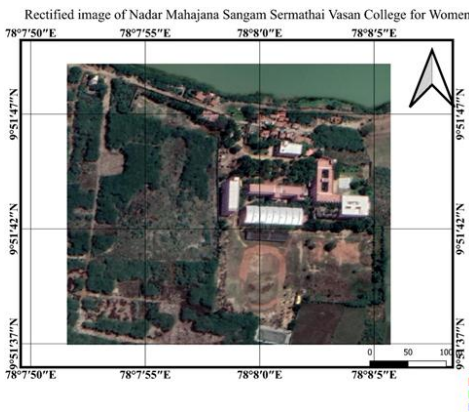 Rectified image of Nadar Mahajana Sangam Sermathai Vasan College for Women
78°7′50″E 78°7′55″E 78°8′0″E 78°8′5″E
9°51′47″N 9°51′47″N
9°51′42″N 9°51′42″N
9°51′37″N 9°51′37″N
0 50 100
78°7′50″E 78°7′55″E 78°8′0″E 78°8′5″E